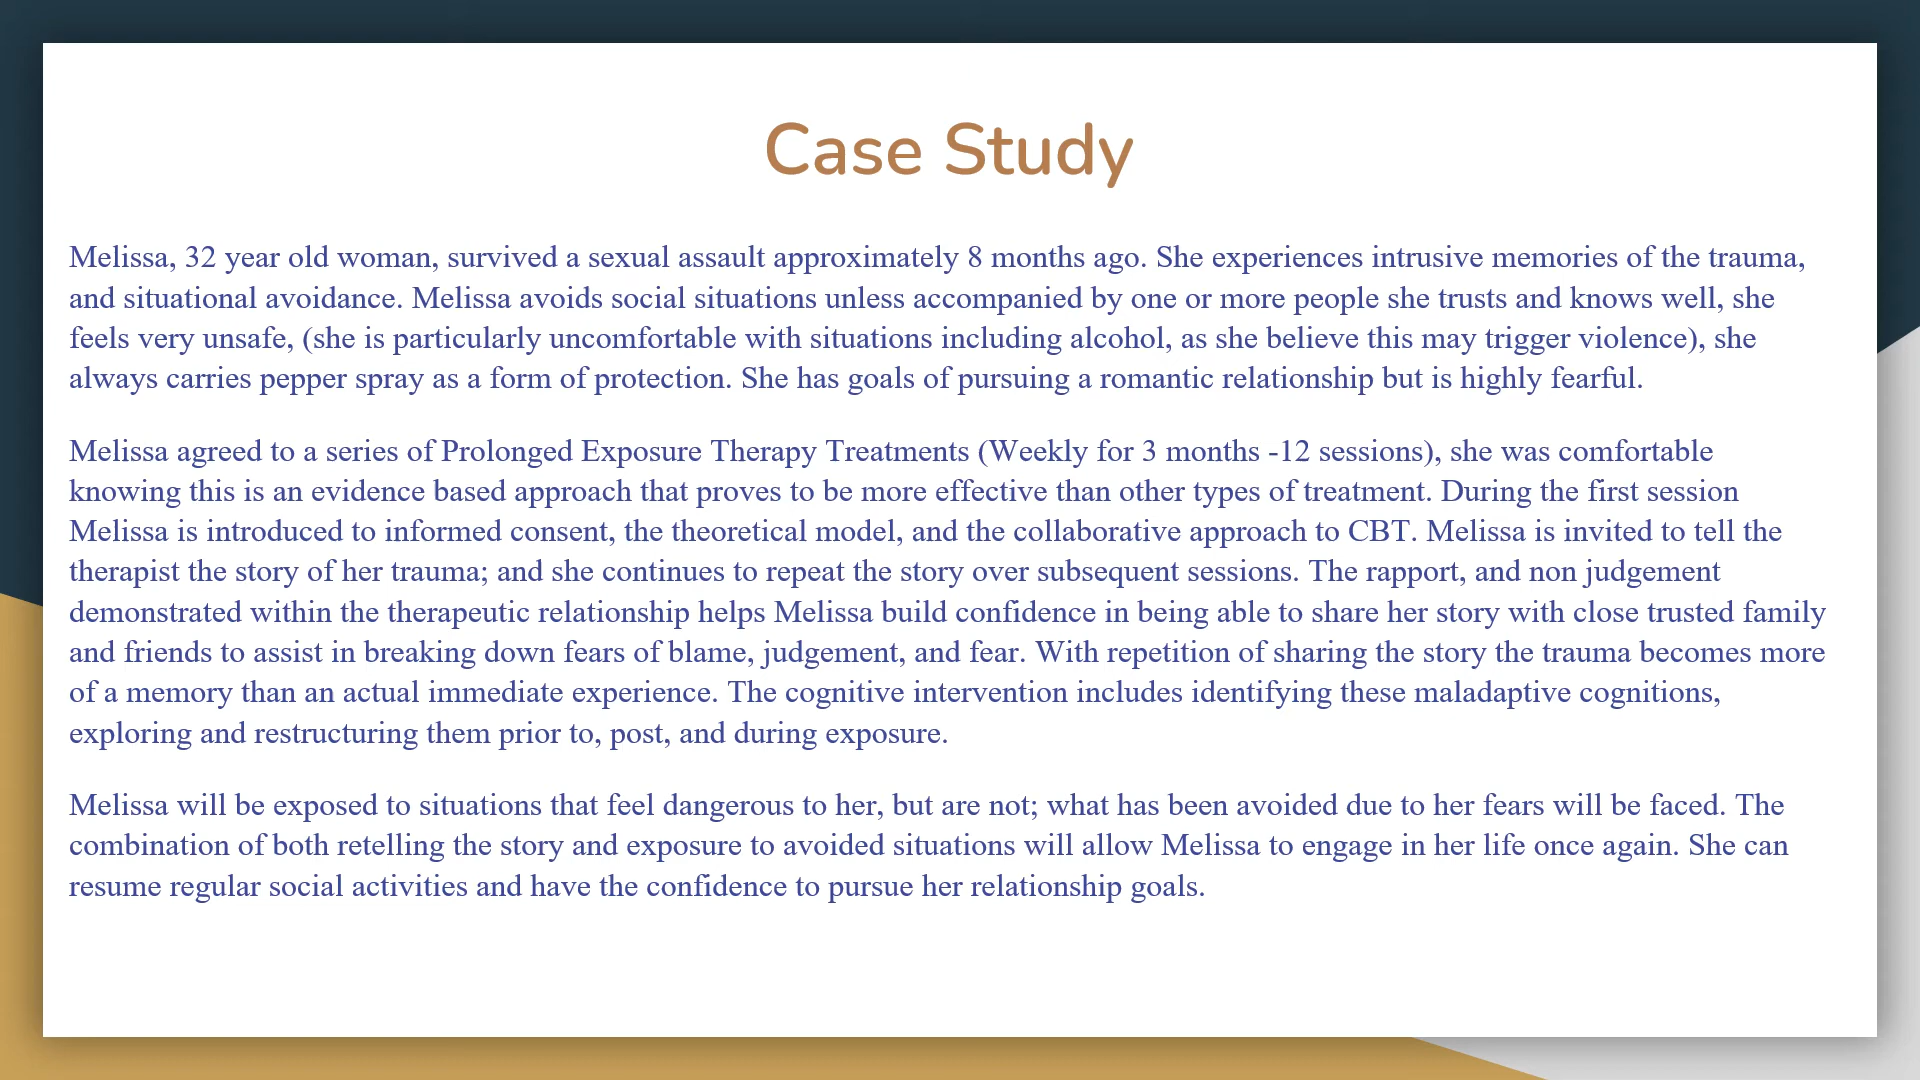 Case Study
Melissa, 32 year old woman, survived a sexual assault approximately 8 months ago. She experiences intrusive memories of the trauma,
and situational avoidance. Melissa avoids social situations unless accompanied by one or more people she trusts and knows well, she
feels very unsafe, (she is particularly uncomfortable with situations including alcohol, as she believe this may trigger violence), she
always carries pepper spray as a form of protection. She has goals of pursuing a romantic relationship but is highly fearful.
Melissa agreed to a series of Prolonged Exposure Therapy Treatments (Weekly for 3 months -12 sessions), she was comfortable
knowing this is an evidence based approach that proves to be more effective than other types of treatment. During the first session
Melissa is introduced to informed consent, the theoretical model, and the collaborative approach to CBT. Melissa is invited to tell the
therapist the story of her trauma; and she continues to repeat the story over subsequent sessions. The rapport, and non judgement
demonstrated within the therapeutic relationship helps Melissa build confidence in being able to share her story with close trusted family
and friends to assist in breaking down fears of blame, judgement, and fear. With repetition of sharing the story the trauma becomes more
of a memory than an actual immediate experience. The cognitive intervention includes identifying these maladaptive cognitions,
exploring and restructuring them prior to, post, and during exposure.
Melissa will be exposed to situations that feel dangerous to her, but are not; what has been avoided due to her fears will be faced. The
combination of both retelling the story and exposure to avoided situations will allow Melissa to engage in her life once again. She can
resume regular social activities and have the confidence to pursue her relationship goals.